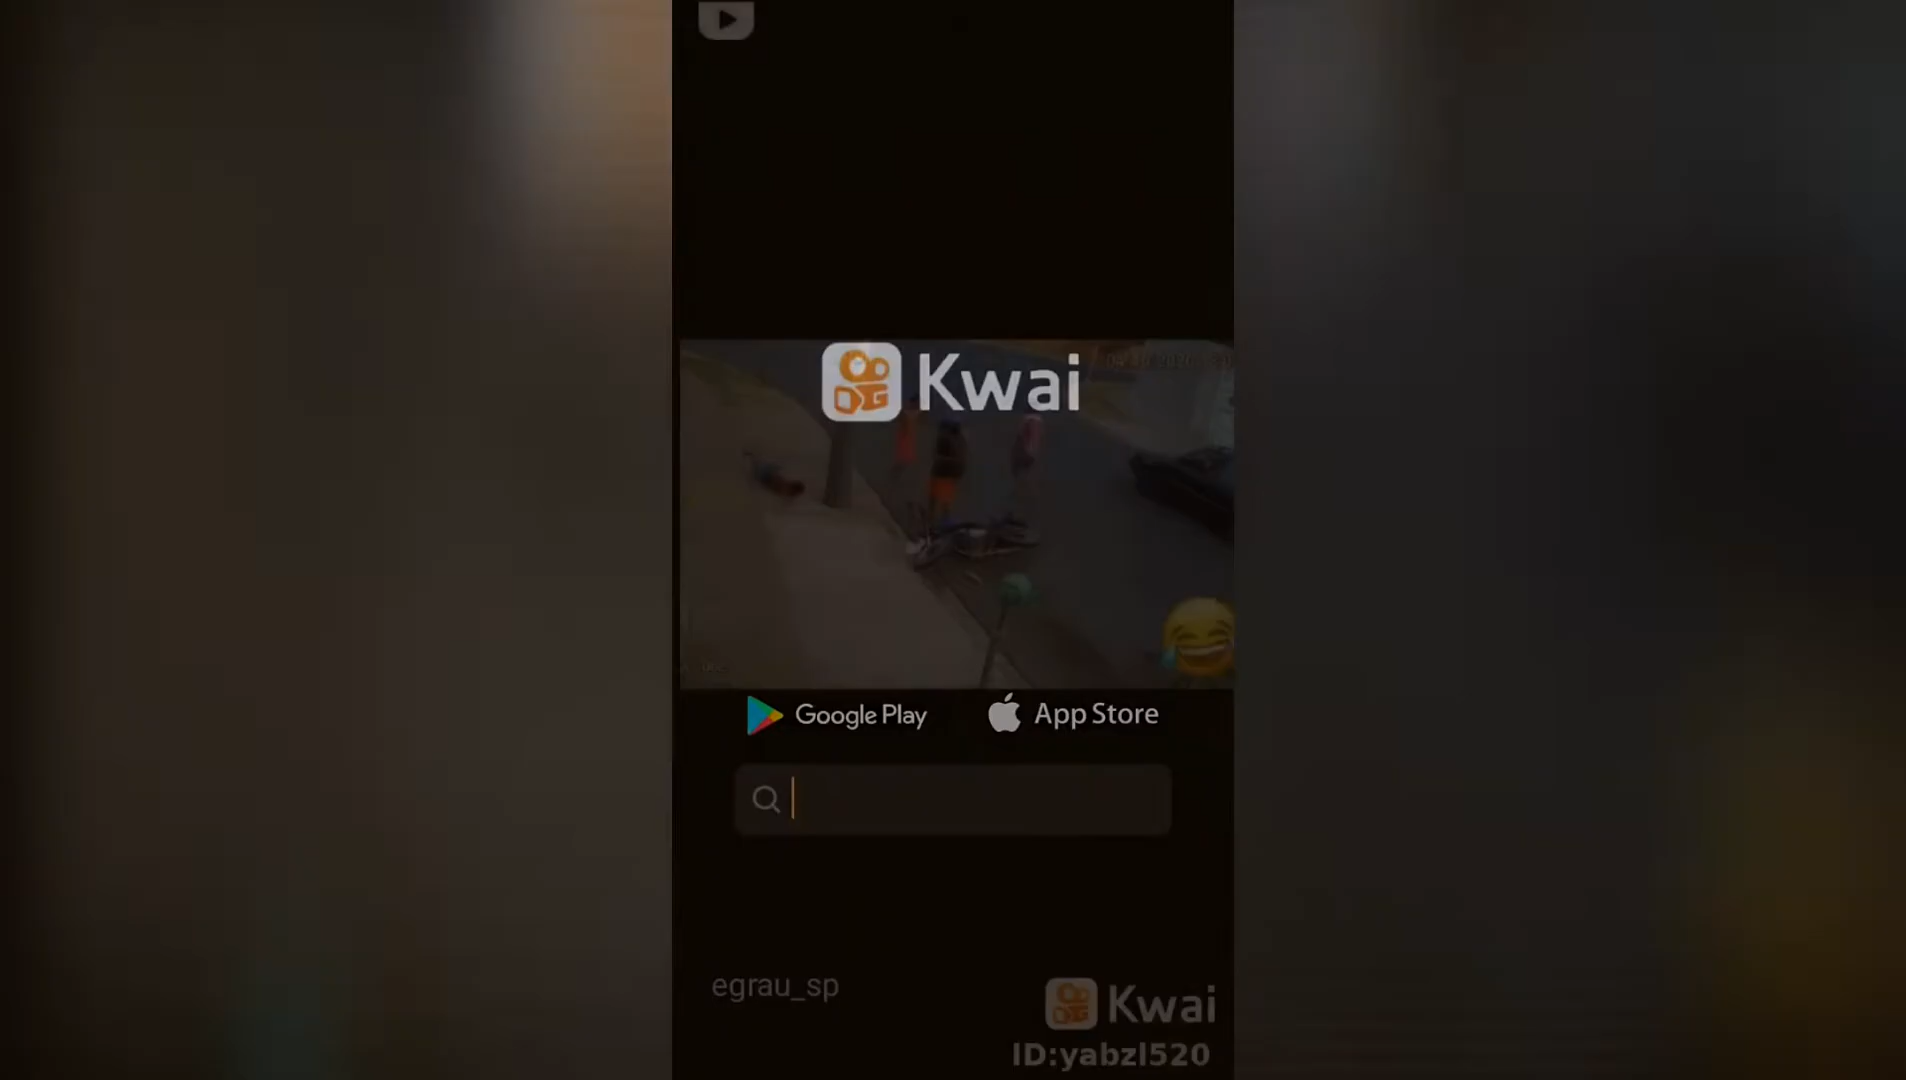 Kwai
Google Play
App Store
egrau_sp
Kwai
ID:yabzl520